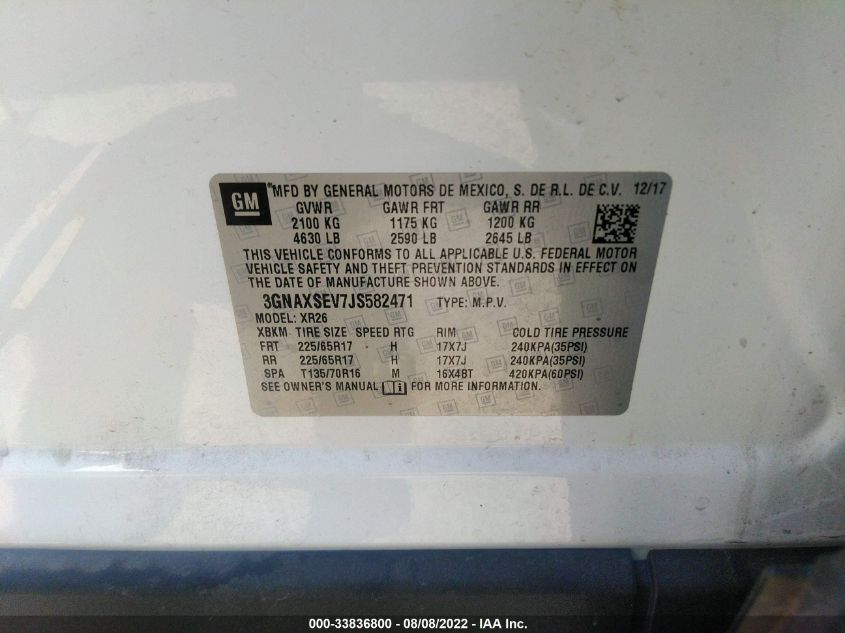 GM
MFD BY GENERAL MOTORS DE MEXICO, S. DE R.L. DE C.V. 12/17
GVWR GAWR FRT GAWR RR
2100 KG 1175 KG 1200 KG
4630 LB 2590 LB 2645 LB
THIS VEHICLE CONFORMS TO ALL APPLICABLE U.S. FEDERAL MOTOR
VEHICLE SAFETY AND THEFT PREVENTION STANDARDS IN EFFECT ON
THE DATE OF MANUFACTURE SHOWN ABOVE.
3GNAXSEV7JS582471 TYPE: M.P.V.
MODEL: XR26
XBKM TIRE SIZE SPEED RTG RIM COLD TIRE PRESSURE
FRT 225/65R17 H 17X7J 240KPA(35PSI)
RR 225/65R17 H 17X7J 240KPA(35PSI)
SPA T135/70R16 M 16X4BT 420KPA(60PSI)
SEE OWNER'S MANUAL i FOR MORE INFORMATION.
000-33836800 - 08/08/2022 - IAA Inc.